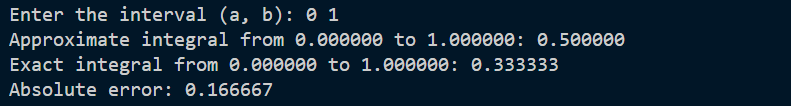 Enter the interval (a, b): 0 1
Approximate integral from 0.000000 to 1.000000: 0.500000
Exact integral from 0.000000 to 1.000000: 0.333333
Absolute error: 0.166667